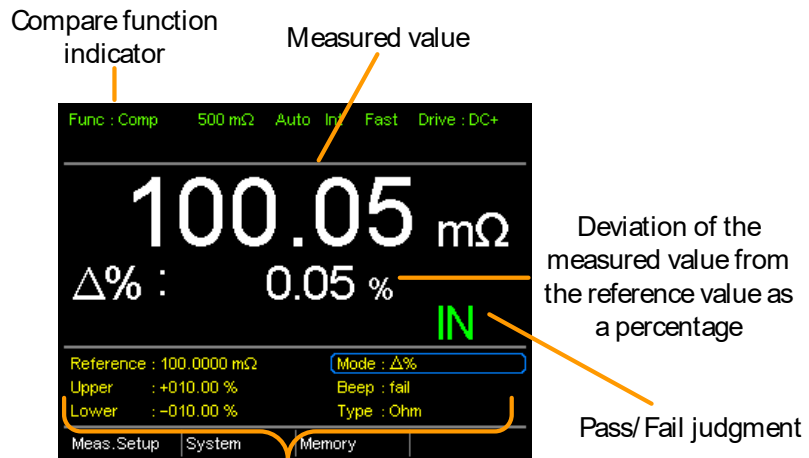 Compare function
indicator
Measured value
Func : Comp 500 mΩ Auto Int Fast Drive : DC+
100.05 mΩ
Δ% : 0.05 %
IN
Deviation of the
measured value from
the reference value as
a percentage
Reference : 100.0000 mΩ
Mode : Δ%
Upper : +010.00 %
Beep : fail
Lower : -010.00 %
Type : Ohm
Pass/Fail judgment
Meas.Setup System Memory